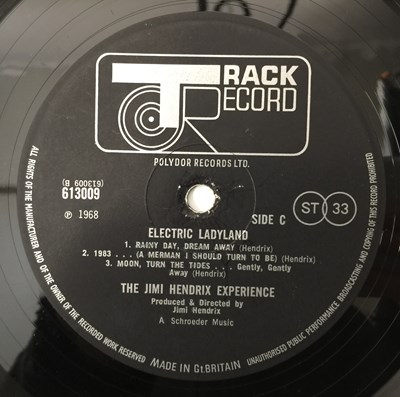 TRACK
RECORD
POLYDOR RECORDS LTD.
(613009 B)
613009
℗ 1968
SIDE C
ST 33
ELECTRIC LADYLAND
1. RAINY DAY, DREAM AWAY (Hendrix)
2. 1983 . . . (A MERMAN I SHOULD TURN TO BE) (Hendrix)
3. MOON, TURN THE TIDES . . . Gently, Gently
Away (Hendrix)
THE JIMI HENDRIX EXPERIENCE
Produced & Directed by
Jimi Hendrix
A Schroeder Music
ALL RIGHTS OF THE MANUFACTURER AND OF THE OWNER OF THE RECORDED WORK RESERVED
MADE IN Gt BRITAIN
UNAUTHORISED PUBLIC PERFORMANCE BROADCASTING AND COPYING OF THIS RECORD PROHIBITED